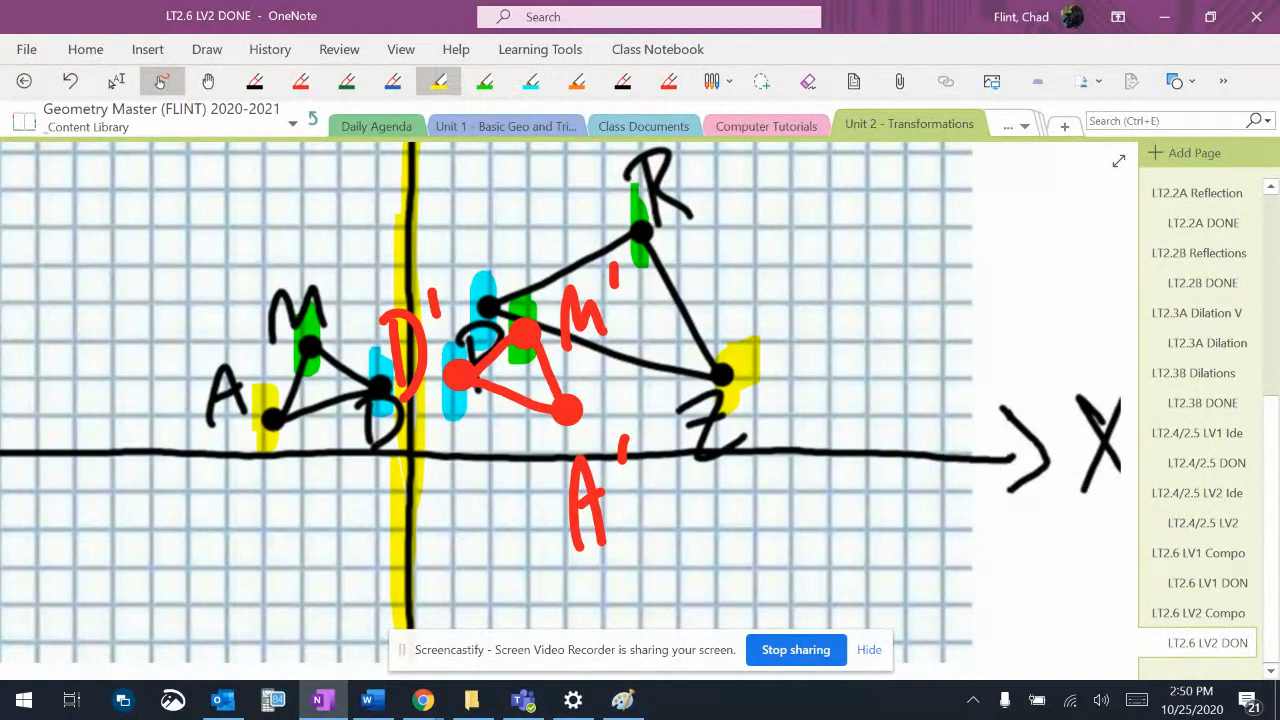 LT2.6 LV2 DONE - OneNote
Search
Flint, Chad
File Home Insert Draw History Review View Help Learning Tools Class Notebook
Geometry Master (FLINT) 2020-2021
_Content Library
Daily Agenda
Unit 1 - Basic Geo and Tri...
Class Documents
Computer Tutorials
Unit 2 - Transformations
...
Search (Ctrl+E)
Add Page
LT2.2A Reflection
LT2.2A DONE
LT2.2B Reflections
LT2.2B DONE
LT2.3A Dilation V
LT2.3A Dilation
LT2.3B Dilations
LT2.3B DONE
LT2.4/2.5 LV1 Ide
LT2.4/2.5 DON
LT2.4/2.5 LV2 Ide
LT2.4/2.5 LV2
LT2.6 LV1 Compo
LT2.6 LV1 DON
LT2.6 LV2 Compo
LT2.6 LV2 DON
R
M
D'
M'
A
D
Z
X
A'
Screencastify - Screen Video Recorder is sharing your screen.
Stop sharing
Hide
2:50 PM
10/25/2020
21